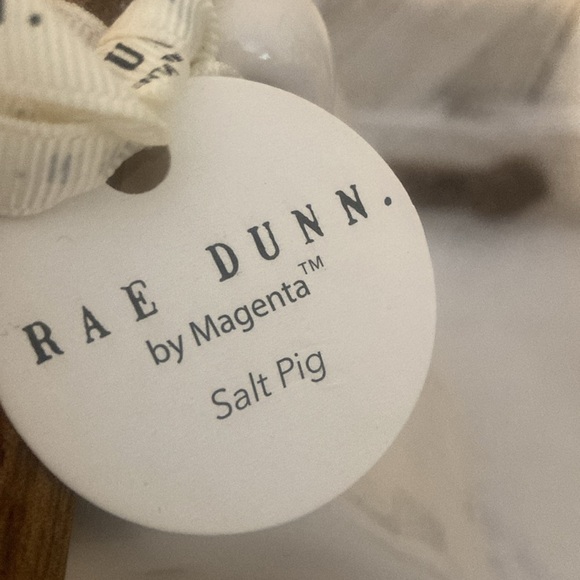 RAE DUNN.
by Magenta™
Salt Pig